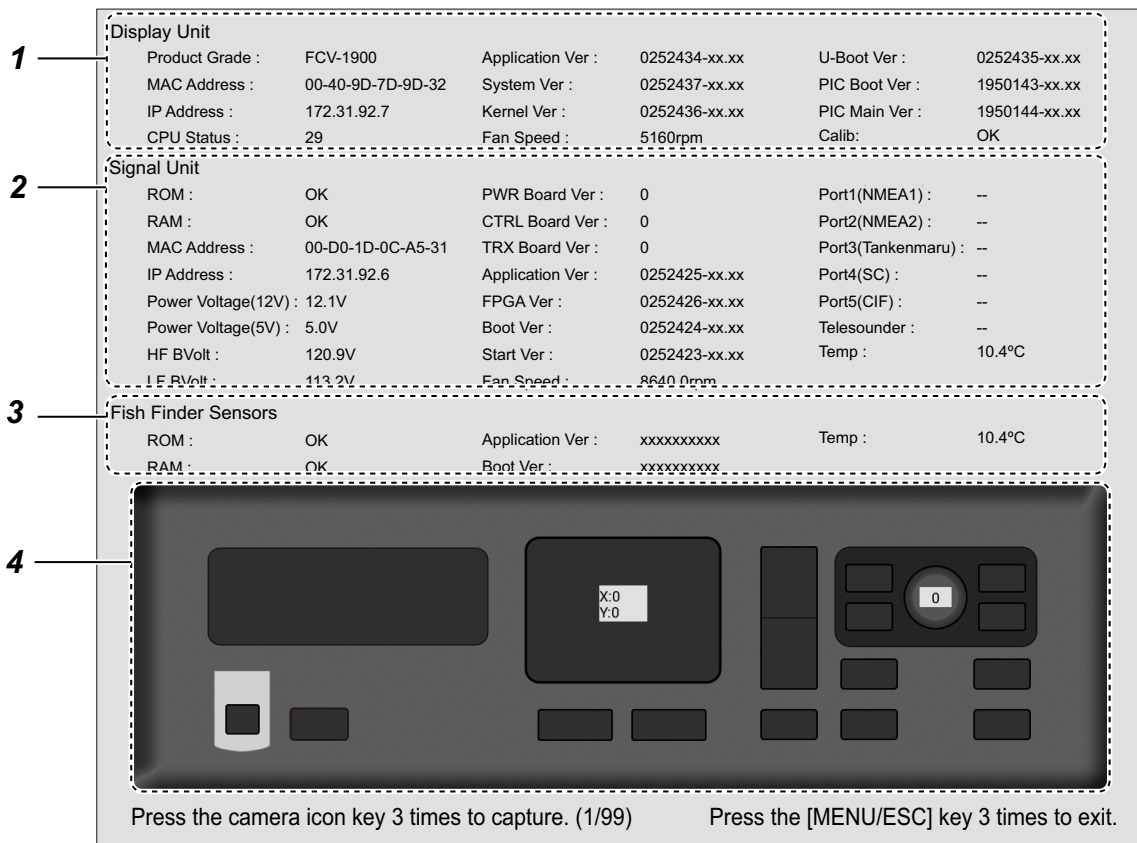 1
Display Unit
Product Grade : FCV-1900 Application Ver : 0252434-xx.xx U-Boot Ver : 0252435-xx.xx
MAC Address : 00-40-9D-7D-9D-32 System Ver : 0252437-xx.xx PIC Boot Ver : 1950143-xx.xx
IP Address : 172.31.92.7 Kernel Ver : 0252436-xx.xx PIC Main Ver : 1950144-xx.xx
CPU Status : 29 Fan Speed : 5160rpm Calib: OK
2
Signal Unit
ROM : OK PWR Board Ver : 0 Port1(NMEA1) : --
RAM : OK CTRL Board Ver : 0 Port2(NMEA2) : --
MAC Address : 00-D0-1D-0C-A5-31 TRX Board Ver : 0 Port3(Tankenmaru) : --
IP Address : 172.31.92.6 Application Ver : 0252425-xx.xx Port4(SC) : --
Power Voltage(12V) : 12.1V FPGA Ver : 0252426-xx.xx Port5(CIF) : --
Power Voltage(5V) : 5.0V Boot Ver : 0252424-xx.xx Telesounder : --
HF BVolt : 120.9V Start Ver : 0252423-xx.xx Temp : 10.4ºC
LF BVolt : 113.2V Fan Speed : 8640.0rpm
3
Fish Finder Sensors
ROM : OK Application Ver : xxxxxxxxxx Temp : 10.4ºC
RAM : OK Boot Ver : xxxxxxxxxx
4
X:0
Y:0
0
Press the camera icon key 3 times to capture. (1/99) Press the [MENU/ESC] key 3 times to exit.